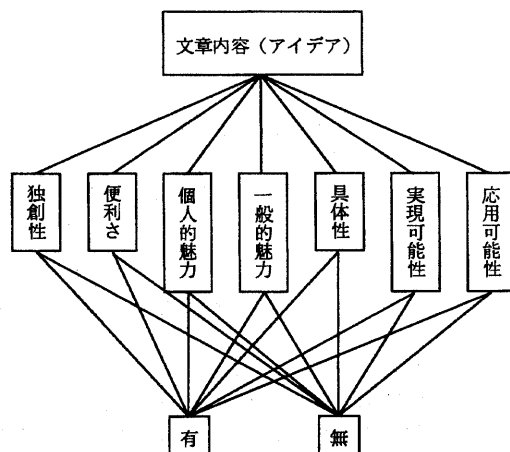 文章内容（アイデア）
独創性
便利さ
個人的魅力
一般的魅力
具体性
実現可能性
応用可能性
有
無